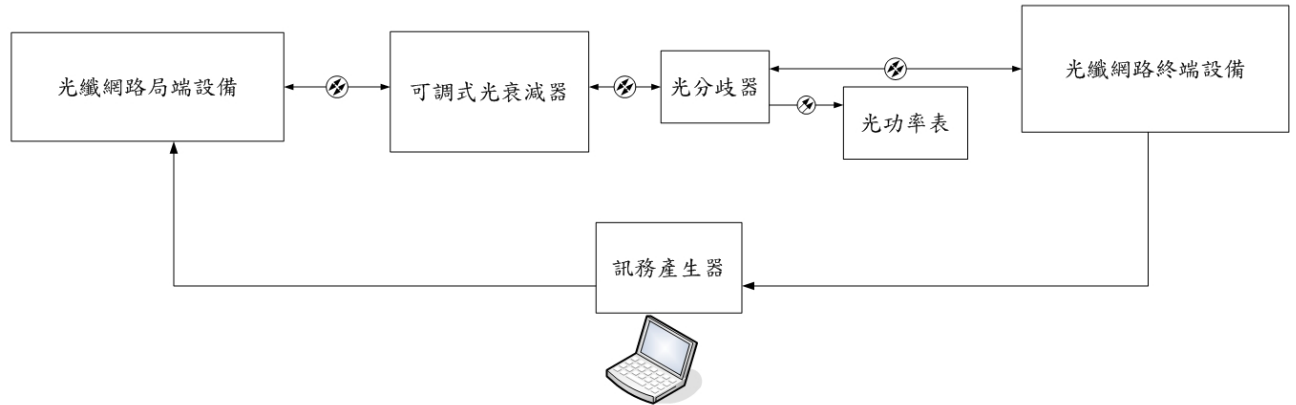 光纖網路局端設備
可調式光衰減器
光分歧器
光纖網路終端設備
光功率表
訊務產生器